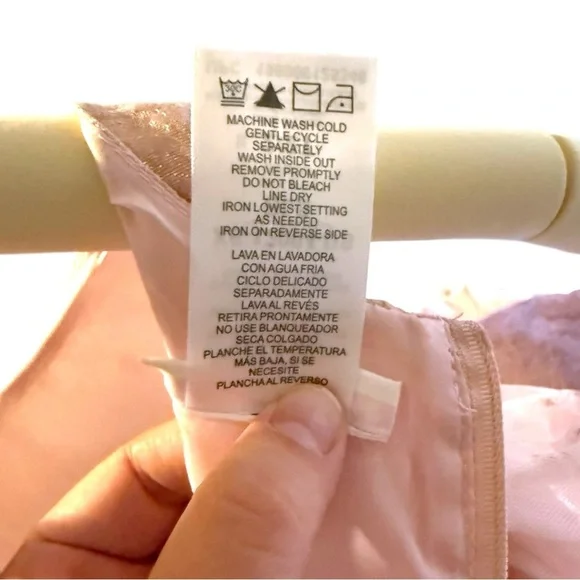 30C
MACHINE WASH COLD
GENTLE CYCLE
SEPARATELY
WASH INSIDE OUT
REMOVE PROMPTLY
DO NOT BLEACH
LINE DRY
IRON LOWEST SETTING
AS NEEDED
IRON ON REVERSE SIDE
LAVA EN LAVADORA
CON AGUA FRIA
CICLO DELICADO
SEPARADAMENTE
LAVA AL REVÉS
RETIRA PRONTAMENTE
NO USE BLANQUEADOR
SECA COLGADO
PLANCHE EL TEMPERATURA
MÁS BAJA, SI SE
NECESITE
PLANCHA AL REVERSO